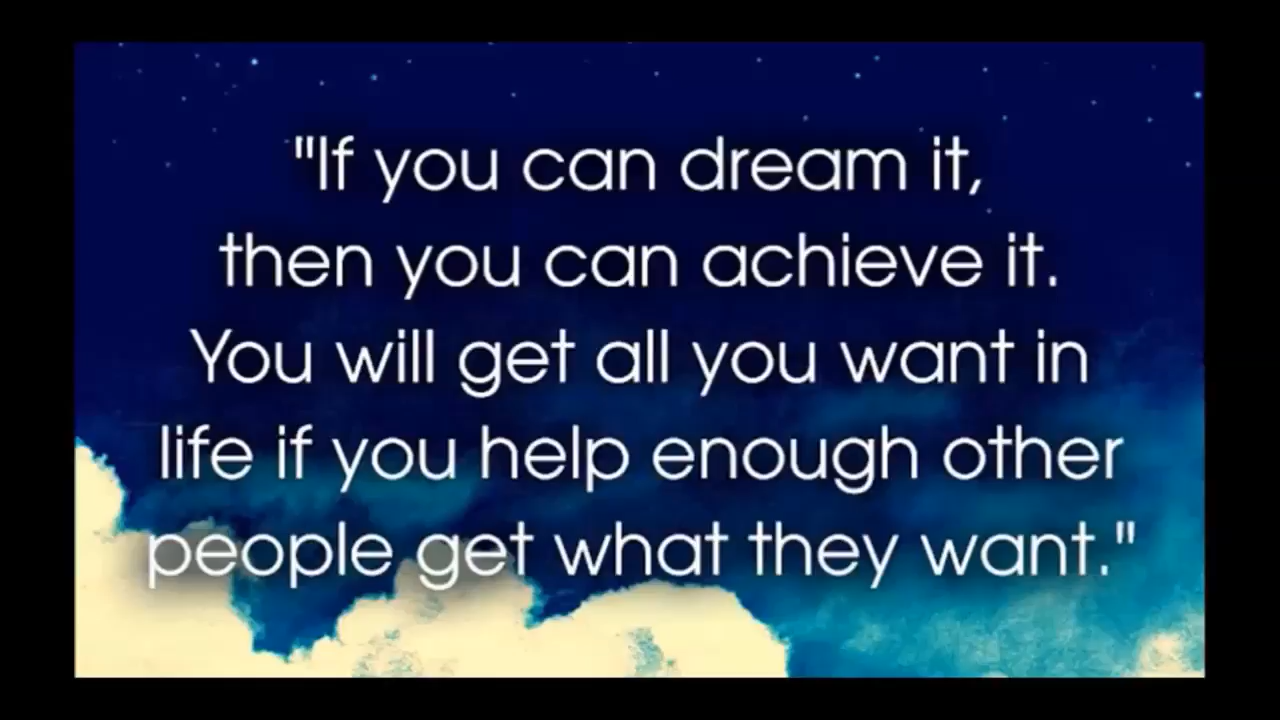 "If you can dream it,
then you can achieve it.
You will get all you want in
life if you help enough other
people get what they want."